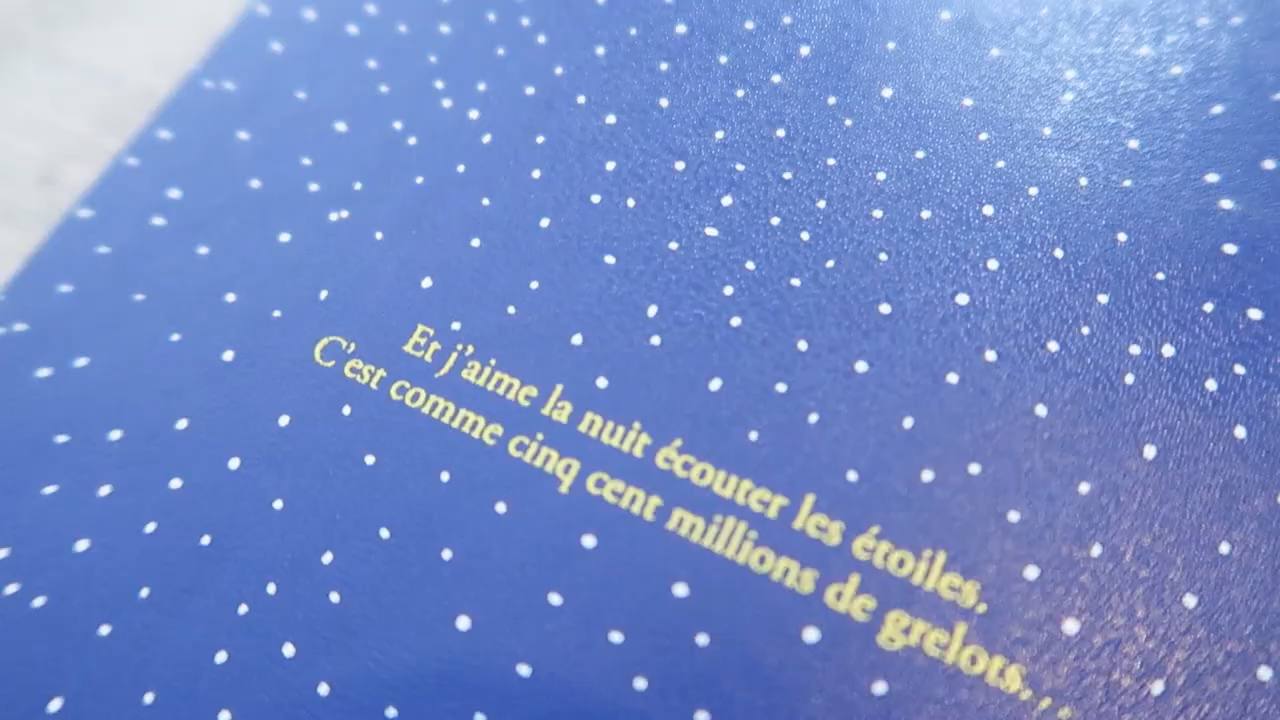 Et j'aime la nuit écouter les étoiles.
C'est comme cinq cent millions de grelots...